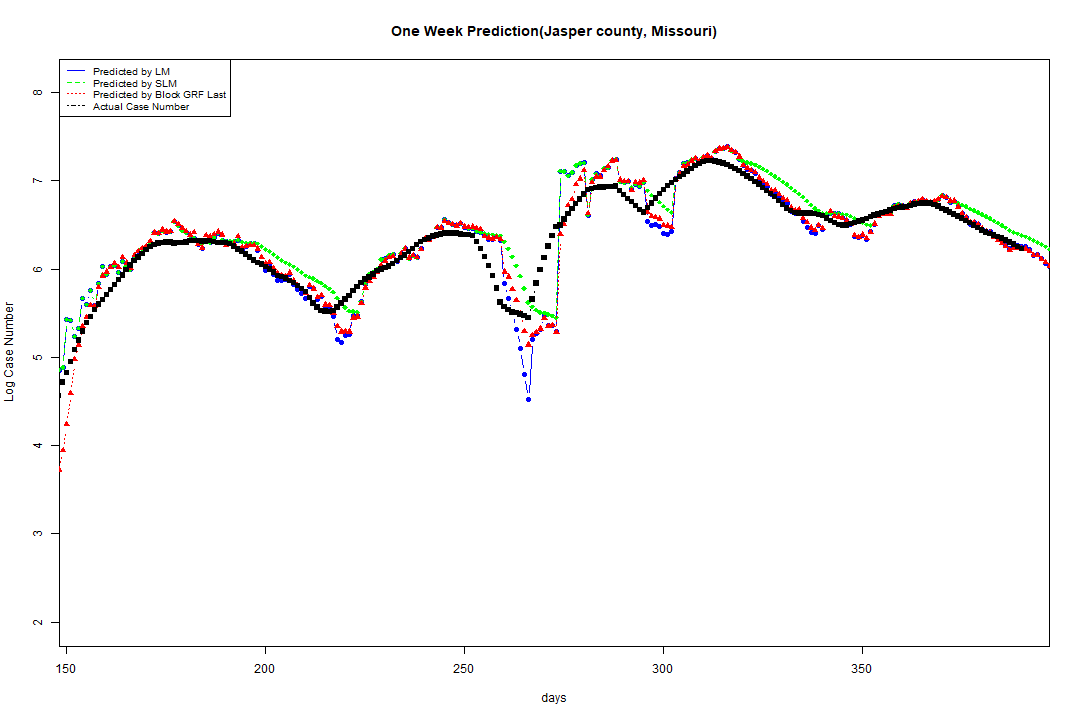 One Week Prediction(Jasper county, Missouri)
Predicted by LM
Predicted by SLM
Predicted by Block GRF Last
Actual Case Number
8
7
6
5
4
3
2
Log Case Number
150 200 250 300 350
days